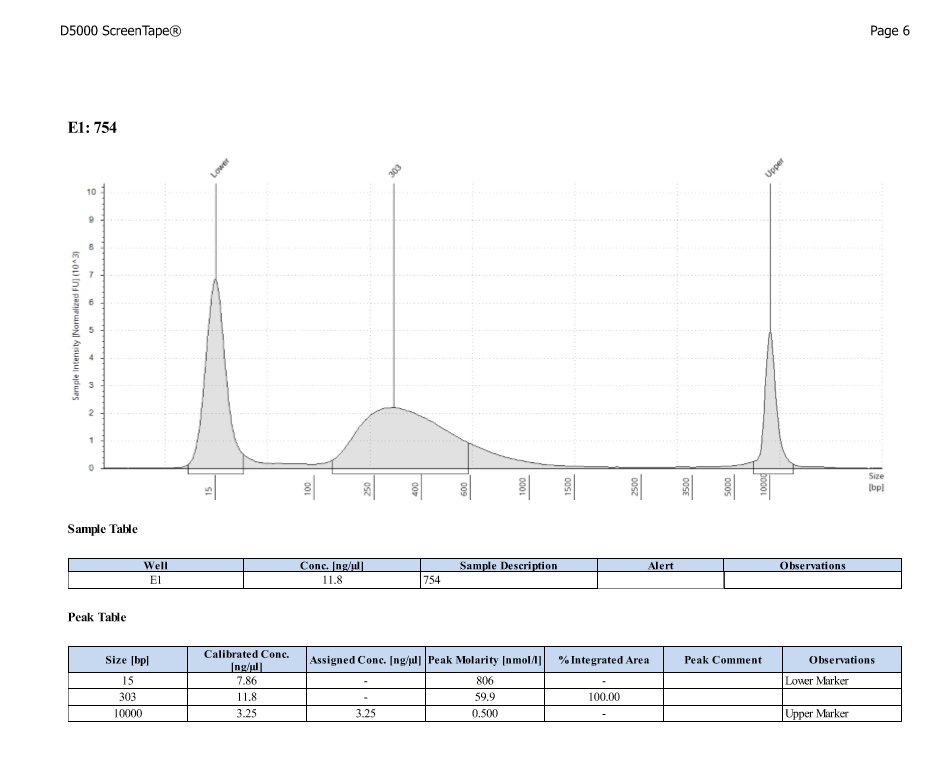 D5000 ScreenTape® Page 6
E1: 754
Lower 303 Upper
Sample Intensity [Normalized FU] (10^3)
10
9
8
7
6
5
4
3
2
1
0
15 100 250 400 600 1000 1500 2500 3500 5000 10000 Size [bp]
Sample Table
Well Conc. [ng/µl] Sample Description Alert Observations
E1 11.8 754
Peak Table
Size [bp] Calibrated Conc. [ng/µl] Assigned Conc. [ng/µl] Peak Molarity [nmol/l] % Integrated Area Peak Comment Observations
15 7.86 - 806 - Lower Marker
303 11.8 - 59.9 100.00
10000 3.25 3.25 0.500 - Upper Marker